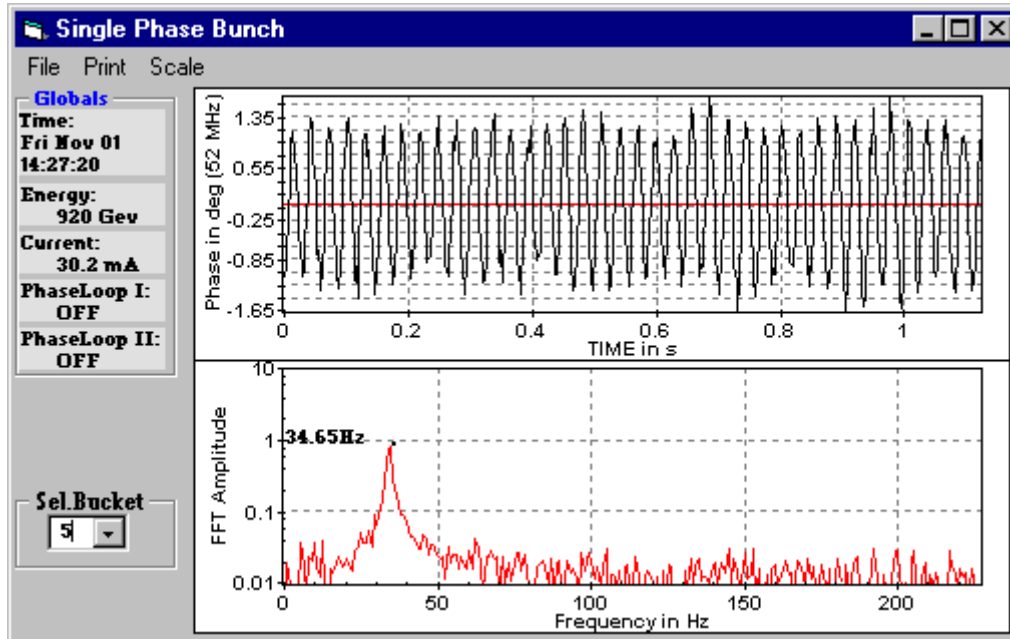 Single Phase Bunch
File Print Scale
Globals
Time:
Fri Nov 01
14:27:20
Energy:
920 Gev
Current:
30.2 mA
PhaseLoop I:
OFF
PhaseLoop II:
OFF
Sel.Bucket
5
Phase in deg (52 MHz)
1.35
0.55
-0.25
-0.85
-1.65
0 0.2 0.4 0.6 0.8 1
TIME in s
FFT Amplitude
10
1
0.1
0.01
34.65Hz
0 50 100 150 200
Frequency in Hz